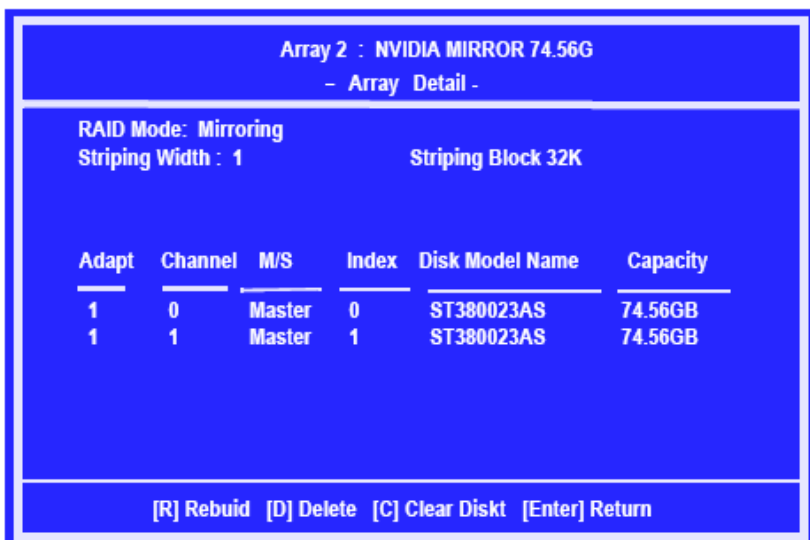 Array 2 : NVIDIA MIRROR 74.56G
– Array Detail -
RAID Mode: Mirroring
Striping Width : 1 Striping Block 32K
Adapt Channel M/S Index Disk Model Name Capacity
1 0 Master 0 ST380023AS 74.56GB
1 1 Master 1 ST380023AS 74.56GB
[R] Rebuid [D] Delete [C] Clear Diskt [Enter] Return